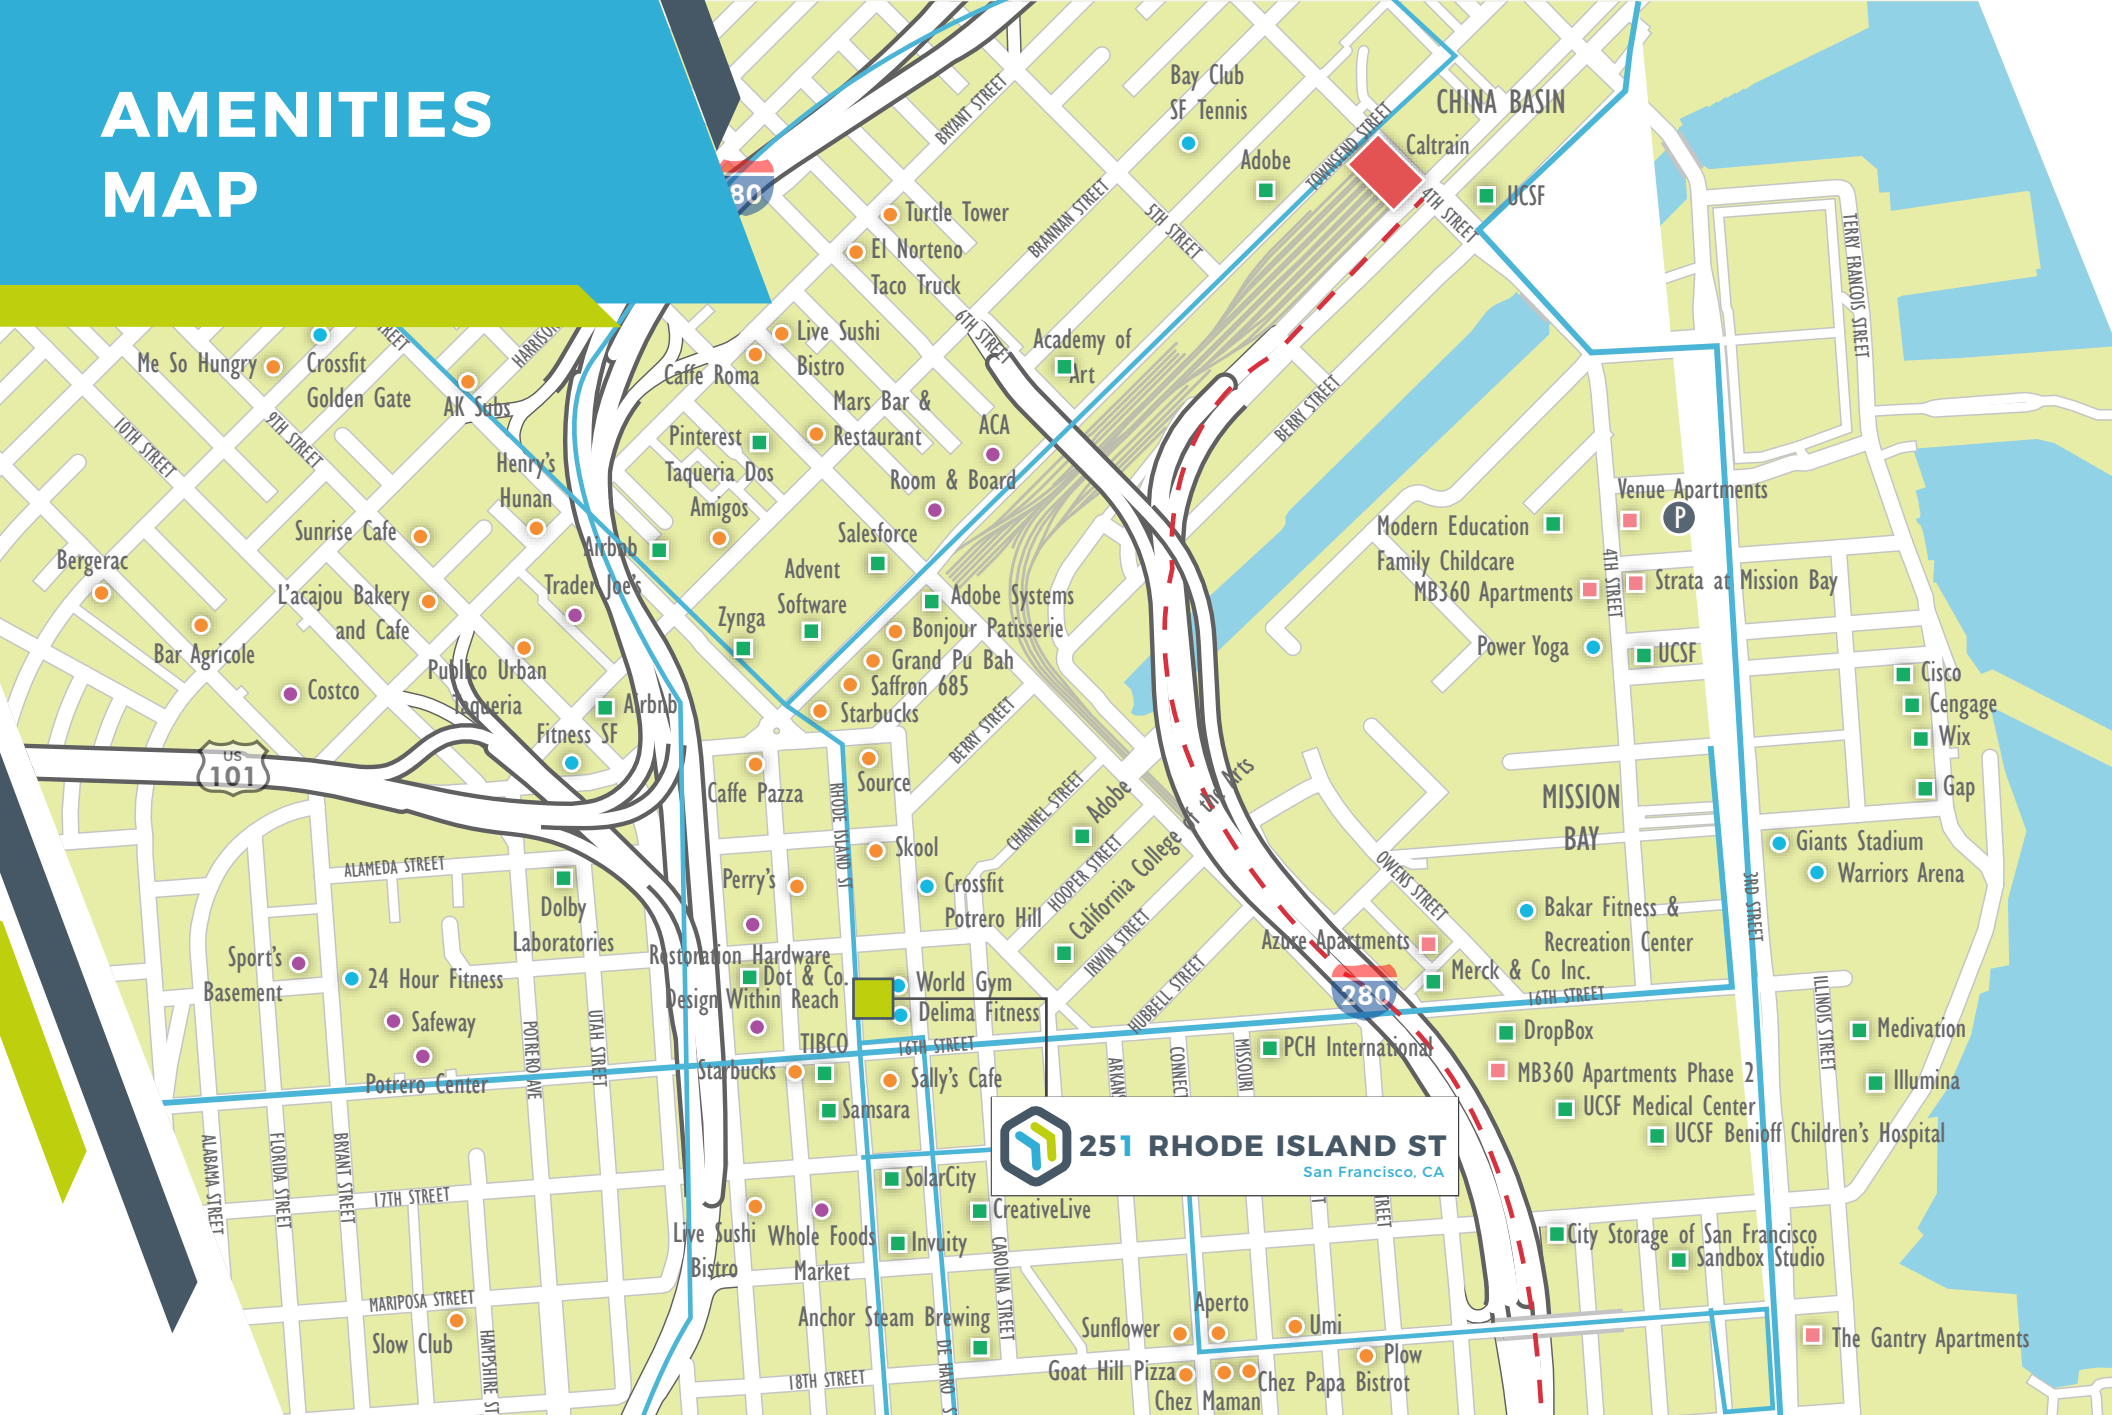 AMENITIES
MAP
80
BRYANT STREET
Bay Club
SF Tennis
CHINA BASIN
Caltrain
TOWNSEND STREET
Adobe
4TH STREET
UCSF
Turtle Tower
El Norteno
Taco Truck
BRANNAN STREET
5TH STREET
TERRY FRANCOIS STREET
6TH STREET
Academy of
Art
Live Sushi
Bistro
Caffe Roma
Me So Hungry
Crossfit
Golden Gate
AK Subs
HARRISON
10TH STREET
9TH STREET
Henry's
Hunan
Mars Bar &
Restaurant
Pinterest
Taqueria Dos
Amigos
ACA
Room & Board
BERRY STREET
Salesforce
Sunrise Cafe
Airbnb
Bergerac
Trader Joe's
L'acajou Bakery
and Cafe
Advent
Software
Zynga
Adobe Systems
Bonjour Patisserie
Grand Pu Bah
Saffron 685
Starbucks
Bar Agricole
Costco
Publico Urban
Taqueria
Airbnb
Fitness SF
US
101
Venue Apartments
P
Modern Education
Family Childcare
MB360 Apartments
4TH STREET
Strata at Mission Bay
Power Yoga
UCSF
Cisco
Cengage
Wix
Gap
MISSION
BAY
Giants Stadium
Warriors Arena
3RD STREET
BERRY STREET
Source
Caffe Pazza
RHODE ISLAND ST
Skool
CHANNEL STREET
Adobe
HOOPER STREET
California College of the Arts
IRWIN STREET
HUBBELL STREET
OWENS STREET
Bakar Fitness &
Recreation Center
Azure Apartments
Merck & Co Inc.
280
16TH STREET
ALAMEDA STREET
Dolby
Laboratories
Perry's
Crossfit
Potrero Hill
Restoration Hardware
Dot & Co.
Design Within Reach
World Gym
Delima Fitness
Sport's
Basement
24 Hour Fitness
Safeway
Potrero Center
POTRERO AVE
UTAH STREET
TIBCO
16TH STREET
Starbucks
Sally's Cafe
Samsara
CONNECT
MISSOURI
PCH International
DropBox
MB360 Apartments Phase 2
UCSF Medical Center
UCSF Benioff Children's Hospital
ILLINOIS STREET
Medivation
Illumina
251 RHODE ISLAND ST
San Francisco, CA
ALABAMA STREET
FLORIDA STREET
BRYANT STREET
17TH STREET
SolarCity
CreativeLive
Live Sushi
Bistro
Whole Foods
Market
Invuity
CAROLINA STREET
City Storage of San Francisco
Sandbox Studio
MARIPOSA STREET
Slow Club
HAMPSHIRE ST
Anchor Steam Brewing
DE HARO S
18TH STREET
Aperto
Sunflower
Umi
Goat Hill Pizza
Chez Maman
Chez Papa Bistrot
Plow
The Gantry Apartments